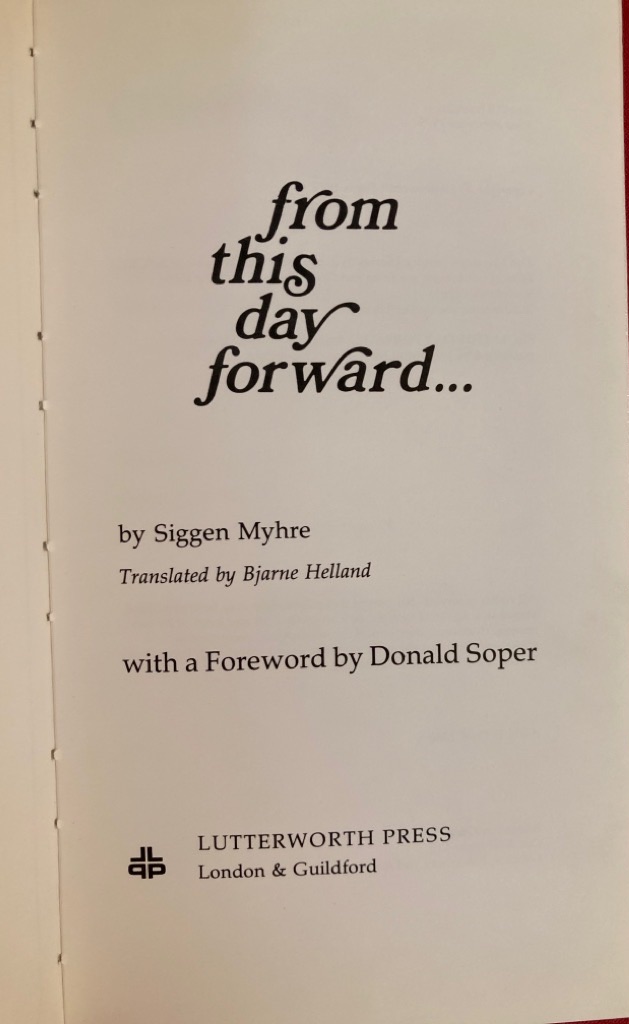 from
this
day
forward...
by Siggen Myhre
Translated by Bjarne Helland
with a Foreword by Donald Soper
LUTTERWORTH PRESS
London & Guildford